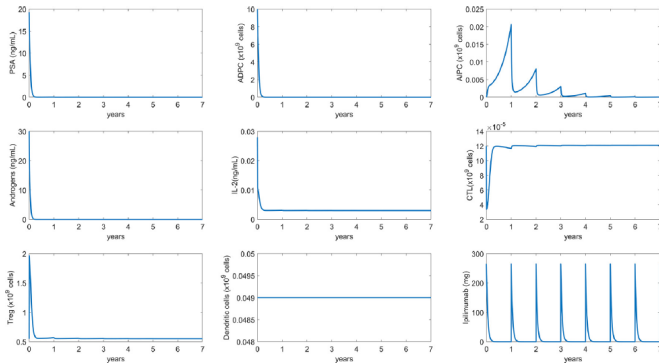 PSA (ng/mL)
20
15
10
5
0
0 1 2 3 4 5 6 7
years
ADPC (x10^9 cells)
10
8
6
4
2
0
0 1 2 3 4 5 6 7
years
AIPC (x10^9 cells)
0.025
0.02
0.015
0.01
0.005
0
0 1 2 3 4 5 6 7
years
Androgens (ng/mL)
30
20
10
0
0 1 2 3 4 5 6 7
years
IL-2(ng/mL)
0.03
0.02
0.01
0
0 1 2 3 4 5 6 7
years
CTL(x10^9 cells)
×10^-5
14
12
10
8
6
4
2
0 1 2 3 4 5 6 7
years
Treg (x10^9 cells)
2
1.5
1
0.5
0 1 2 3 4 5 6 7
years
Dendritic cells (x10^9 cells)
0.05
0.0495
0.049
0.0485
0.048
0 1 2 3 4 5 6 7
years
Ipilimumab (mg)
300
200
100
0
0 1 2 3 4 5 6 7
years